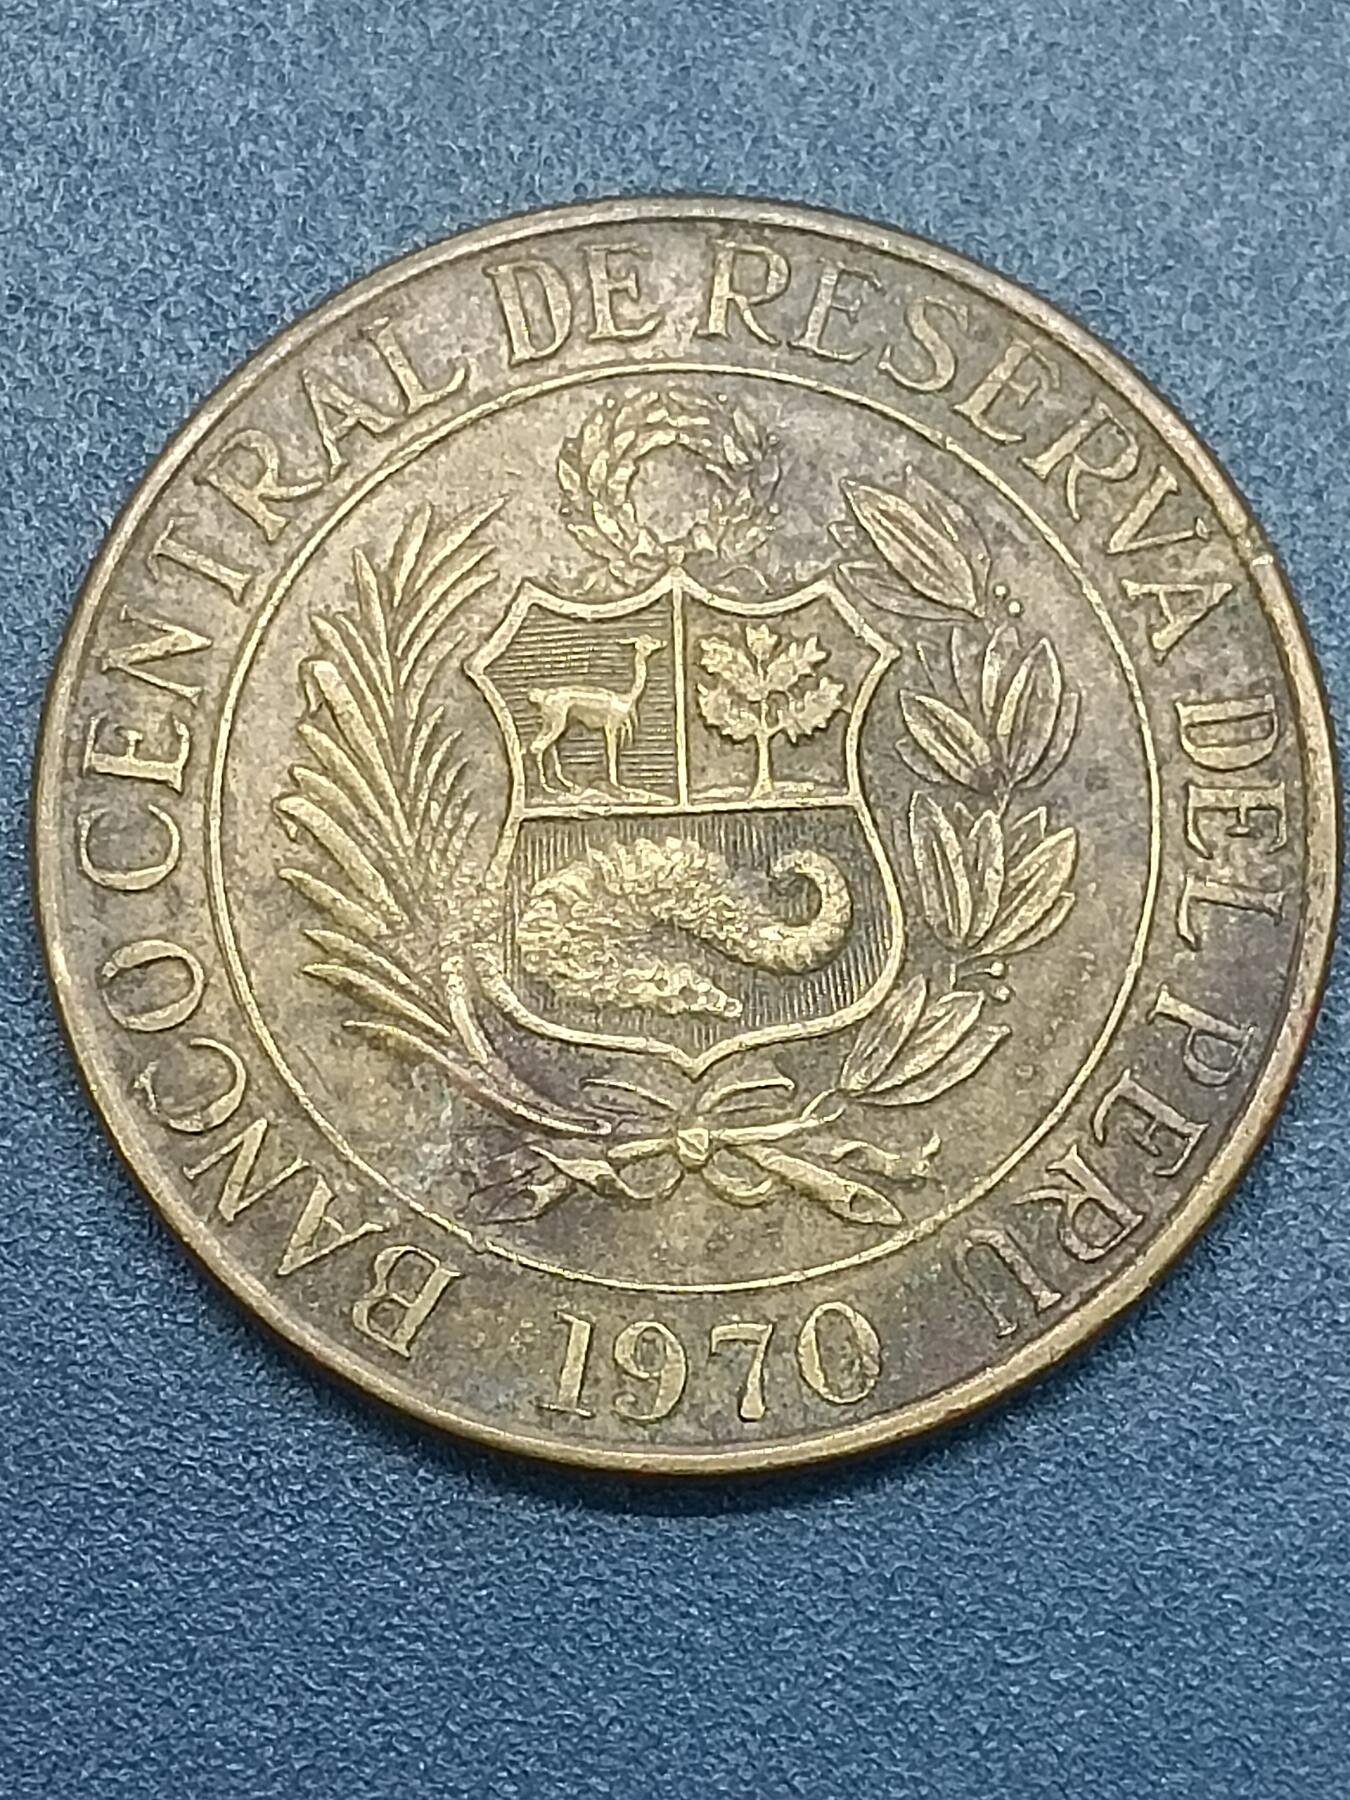 BANCO CENTRAL DE RESERVA DEL PERU
1970